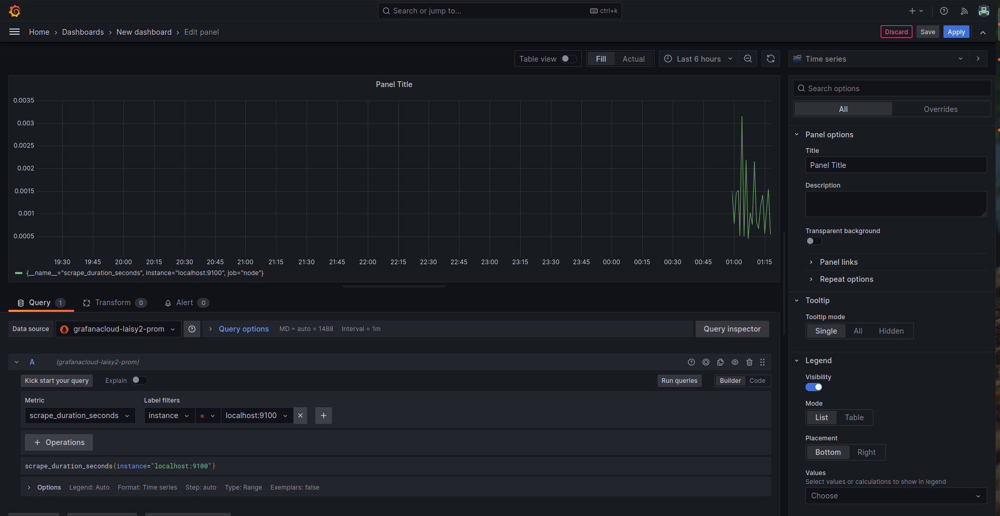 Search or jump to... ctrl+k
Home › Dashboards › New dashboard › Edit panel
Discard Save Apply
Table view Fill Actual Last 6 hours Time series
Panel Title
0.0035
0.003
0.0025
0.002
0.0015
0.001
0.0005
19:30 19:45 20:00 20:15 20:30 20:45 21:00 21:15 21:30 21:45 22:00 22:15 22:30 22:45 23:00 23:15 23:30 23:45 00:00 00:15 00:30 00:45 01:00 01:15
{__name__="scrape_duration_seconds", instance="localhost:9100", job="node"}
Query 1 Transform 0 Alert 0
Data source grafanacloud-laisy2-prom Query options MD = auto = 1488 Interval = 1m Query inspector
A (grafanacloud-laisy2-prom)
Kick start your query Explain Run queries Builder Code
Metric Label filters
scrape_duration_seconds instance = localhost:9100
+ Operations
scrape_duration_seconds{instance="localhost:9100"}
Options Legend: Auto Format: Time series Step: auto Type: Range Exemplars: false
Search options
All Overrides
Panel options
Title
Panel Title
Description
Transparent background
Panel links
Repeat options
Tooltip
Tooltip mode
Single All Hidden
Legend
Visibility
Mode
List Table
Placement
Bottom Right
Values
Select values or calculations to show in legend
Choose